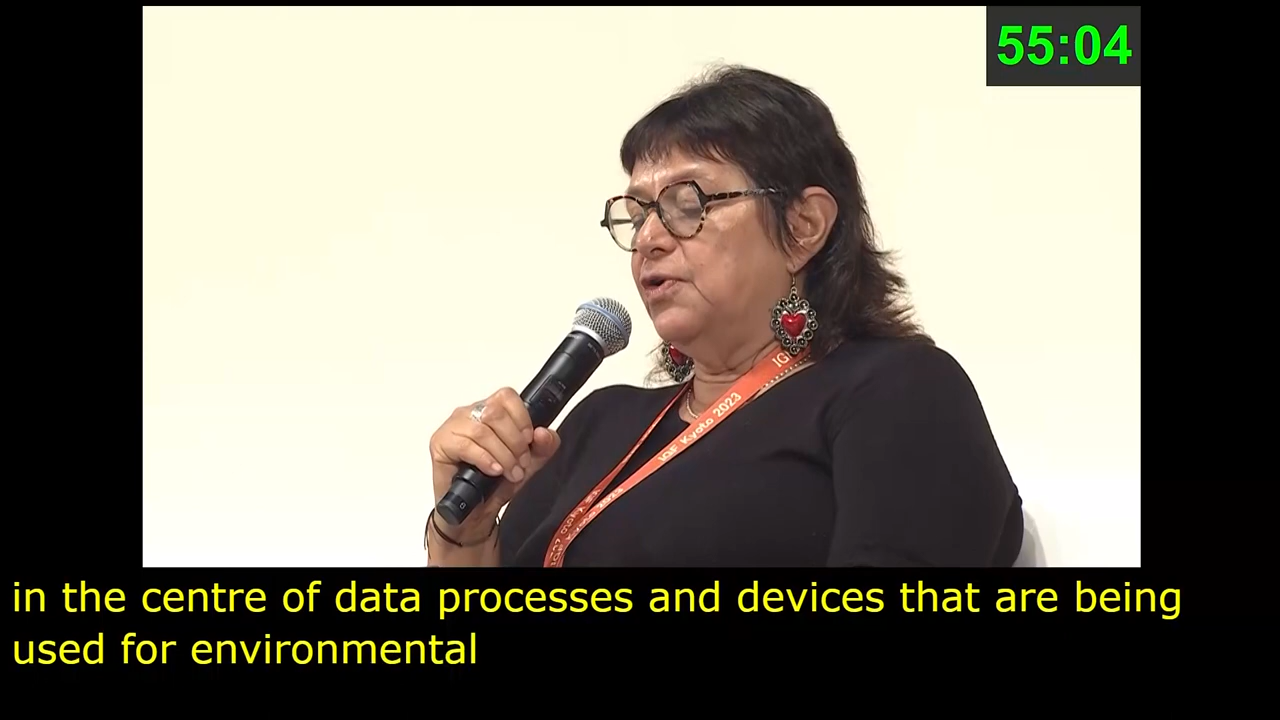 55:04
IG
IGF Kyoto 2023
in the centre of data processes and devices that are being
used for environmental